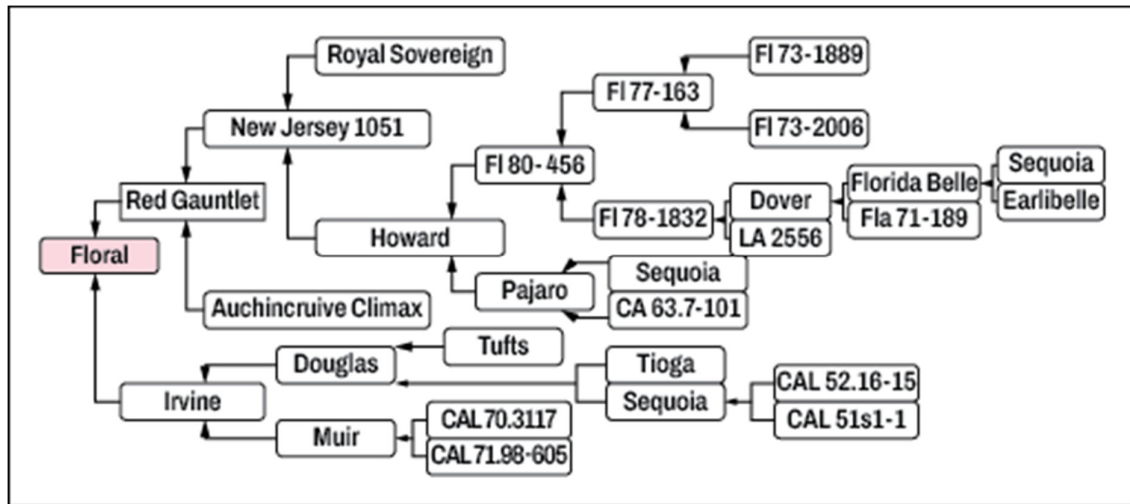 Royal Sovereign
Fl 73-1889
Fl 77-163
New Jersey 1051
Fl 73-2006
Fl 80- 456
Sequoia
Florida Belle
Red Gauntlet
Dover
Earlibelle
Fl 78-1832
Fla 71-189
Howard
LA 2556
Floral
Sequoia
Pajaro
Auchincruive Climax
CA 63.7-101
Tufts
Douglas
Tioga
CAL 52.16-15
Irvine
Sequoia
CAL 51s1-1
CAL 70.3117
Muir
CAL 71.98-605